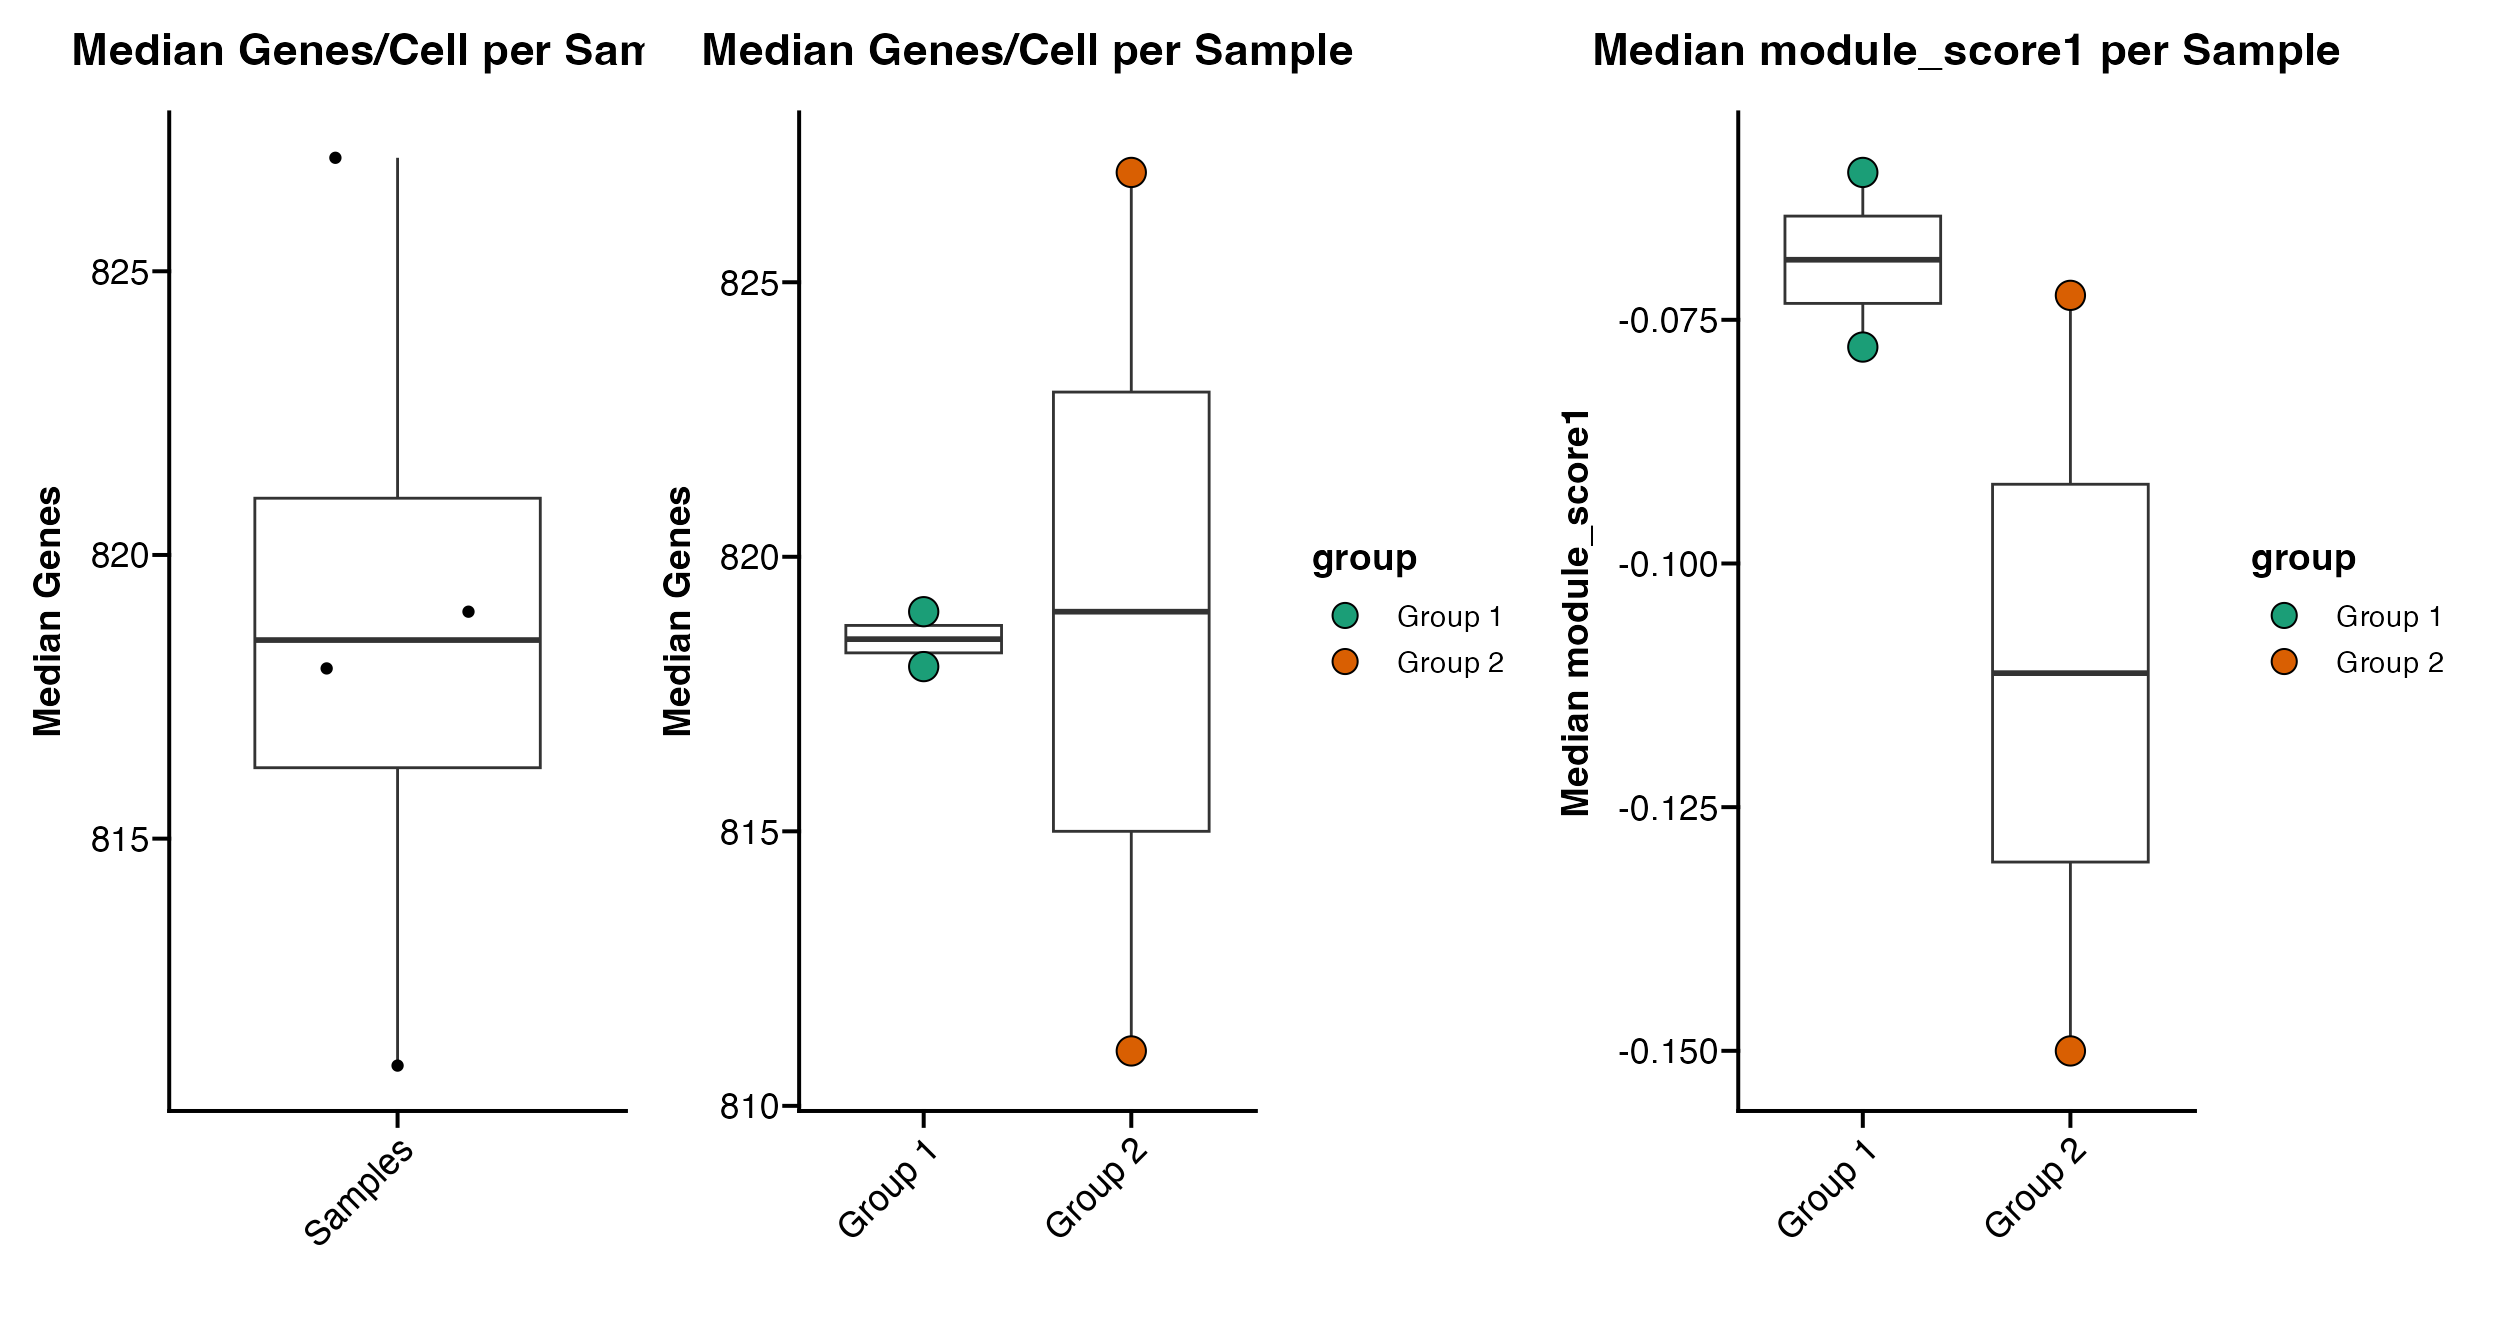 Median Genes/Cell per Sam
Median Genes
825
820
815
Samples
Median Genes/Cell per Sample
Median Genes
825
820
815
810
Group 1
Group 2
group
Group 1
Group 2
Median module_score1 per Sample
Median module_score1
-0.075
-0.100
-0.125
-0.150
Group 1
Group 2
group
Group 1
Group 2